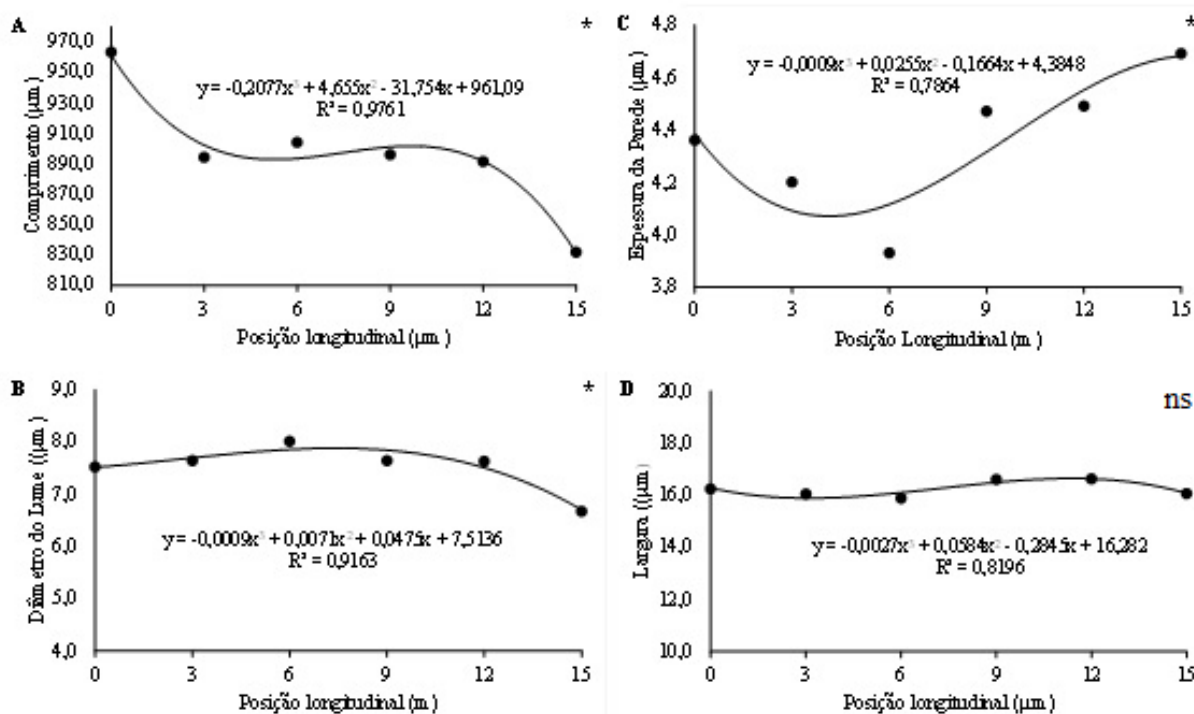 A
*
970,0
950,0
930,0
910,0
890,0
870,0
850,0
830,0
810,0
Comprimento (µm)
y = -0,2077x³ + 4,655x² - 31,754x + 961,09
R² = 0,9761
0 3 6 9 12 15
Posição longitudinal (µm)
C
*
4,8
4,6
4,4
4,2
4,0
3,8
Espessura da Parede (µm)
y = -0,0009x³ + 0,0255x² - 0,1664x + 4,3848
R² = 0,7864
0 3 6 9 12 15
Posição Longitudinal (m)
B
*
9,0
8,0
7,0
6,0
5,0
4,0
Diâmetro do Lume ((µm)
y = -0,0009x³ + 0,0071x² + 0,0475x + 7,5136
R² = 0,9163
0 3 6 9 12 15
Posição longitudinal (m)
D
ns
20,0
18,0
16,0
14,0
12,0
10,0
Largura ((µm)
y = -0,0027x³ + 0,0584x² - 0,2845x + 16,282
R² = 0,8196
0 3 6 9 12 15
Posição longitudinal (µm)